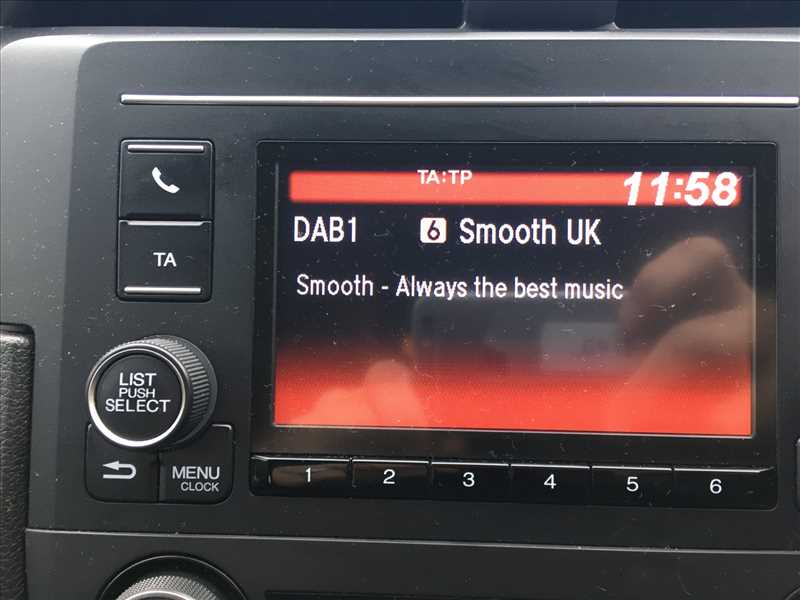 TA:TP 11:58
DAB1 6 Smooth UK
Smooth - Always the best music
TA
LIST
PUSH
SELECT
MENU
CLOCK
1 2 3 4 5 6